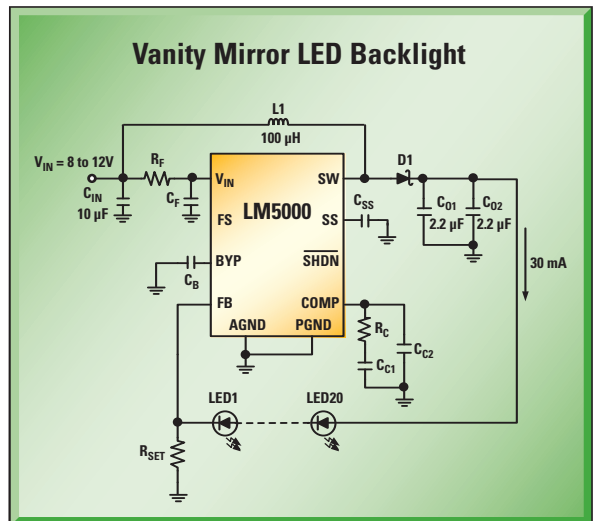 Vanity Mirror LED Backlight
L1
100 µH
V_IN = 8 to 12V
R_F
D1
C_IN
10 µF
C_F
V_IN
SW
LM5000
C_SS
C_O1
2.2 µF
C_O2
2.2 µF
FS
SS
BYP
SHDN
C_B
30 mA
FB
COMP
AGND
PGND
R_C
C_C1
C_C2
LED1
LED20
R_SET